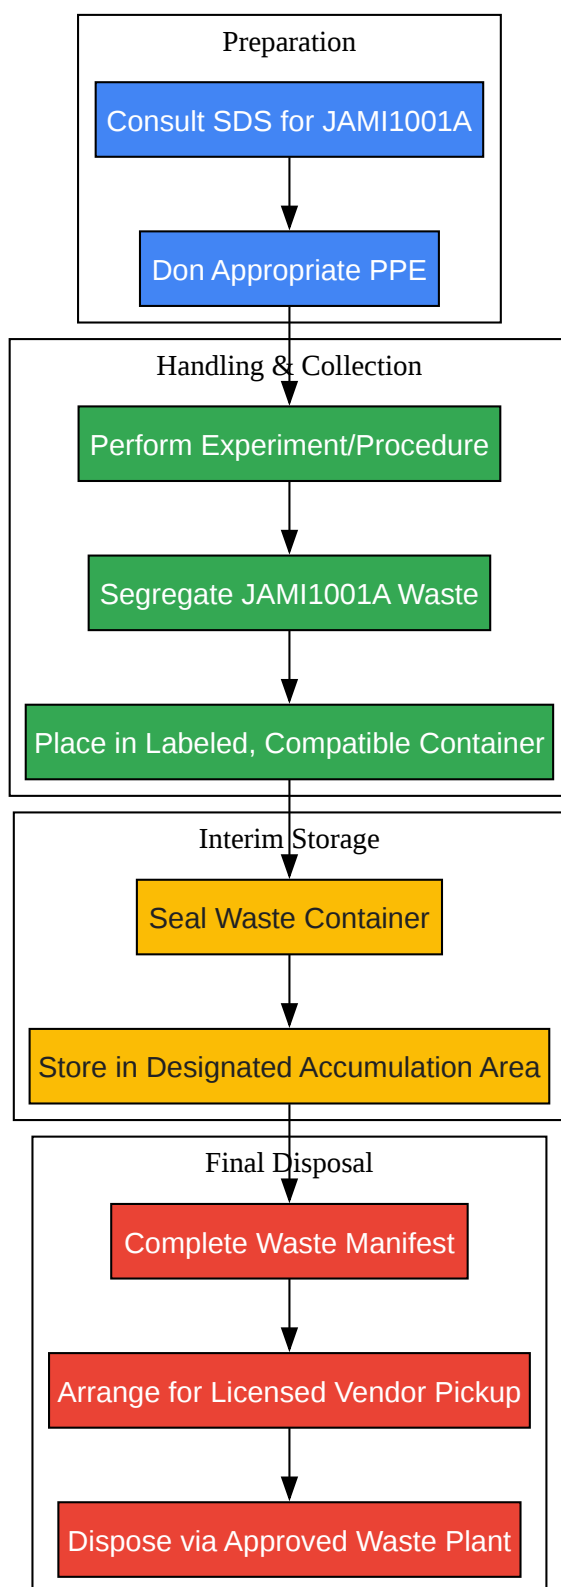 Preparation
Consult SDS for JAMI1001A
Don Appropriate PPE
Handling & Collection
Perform Experiment/Procedure
Segregate JAMI1001A Waste
Place in Labeled, Compatible Container
Interim Storage
Seal Waste Container
Store in Designated Accumulation Area
Final Disposal
Complete Waste Manifest
Arrange for Licensed Vendor Pickup
Dispose via Approved Waste Plant